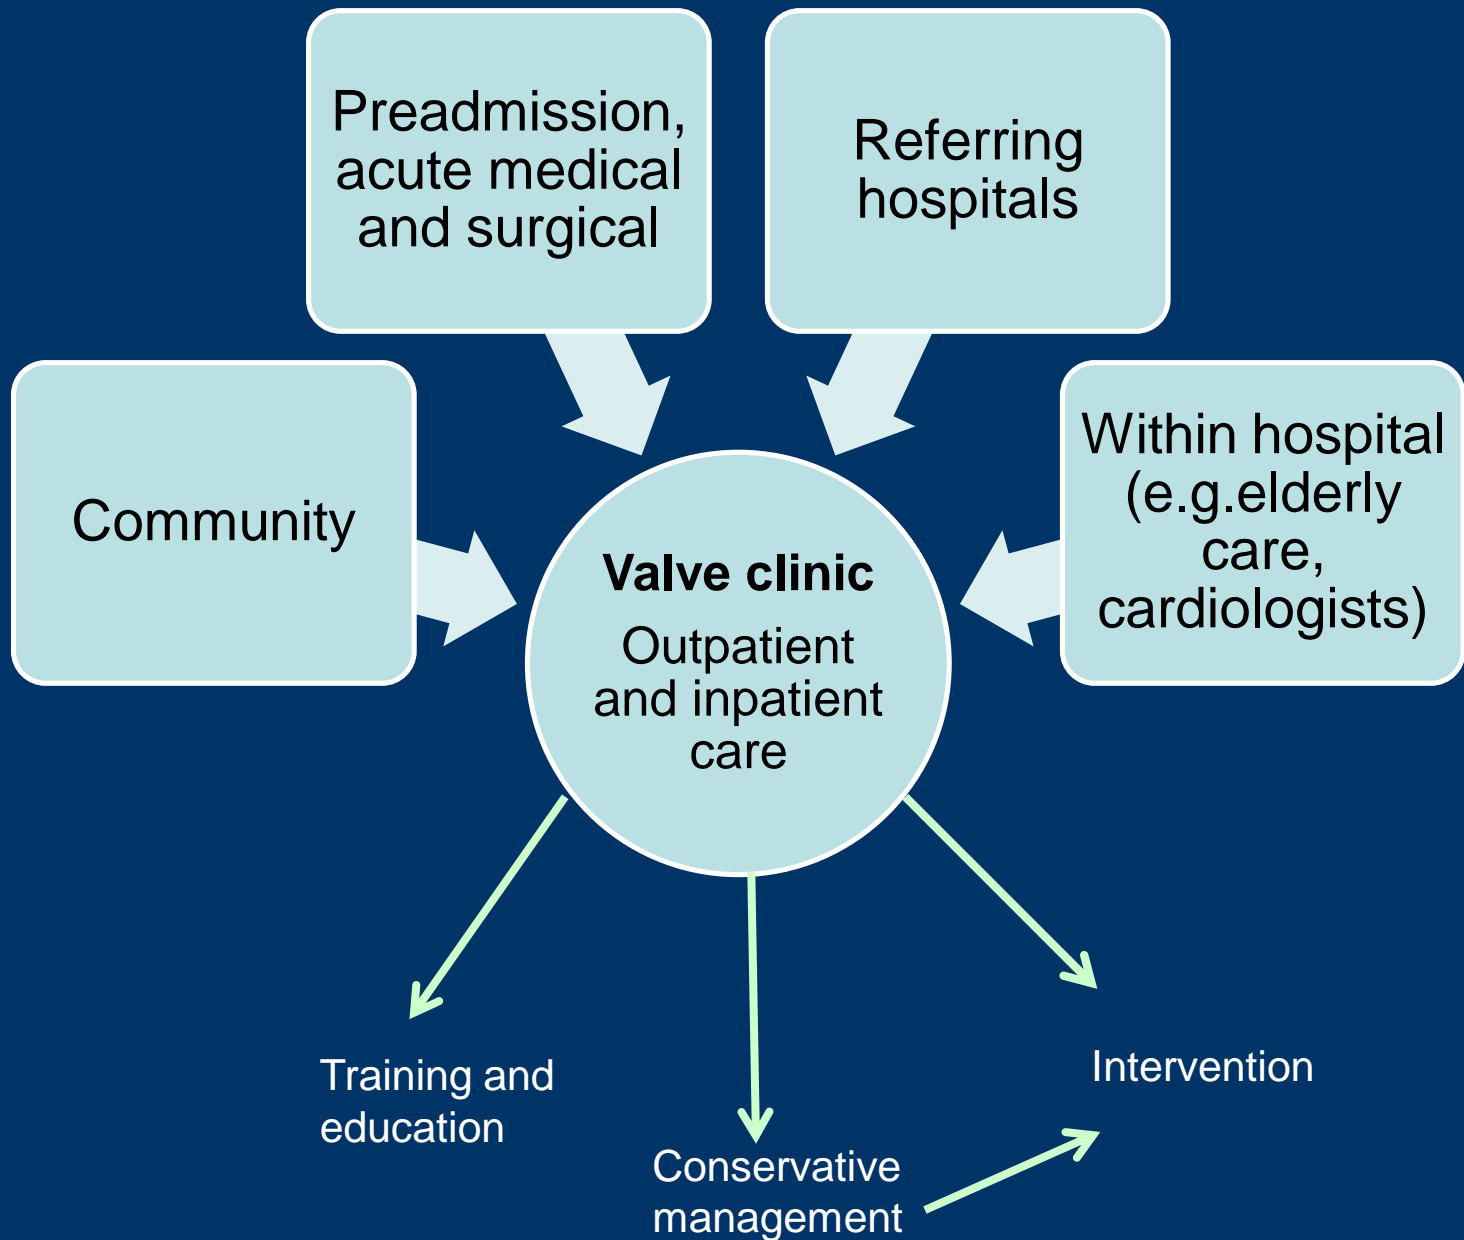 Preadmission,
acute medical
and surgical
Referring
hospitals
Community
Within hospital
(e.g.elderly
care,
cardiologists)
Valve clinic
Outpatient
and inpatient
care
Training and
education
Conservative
management
Intervention